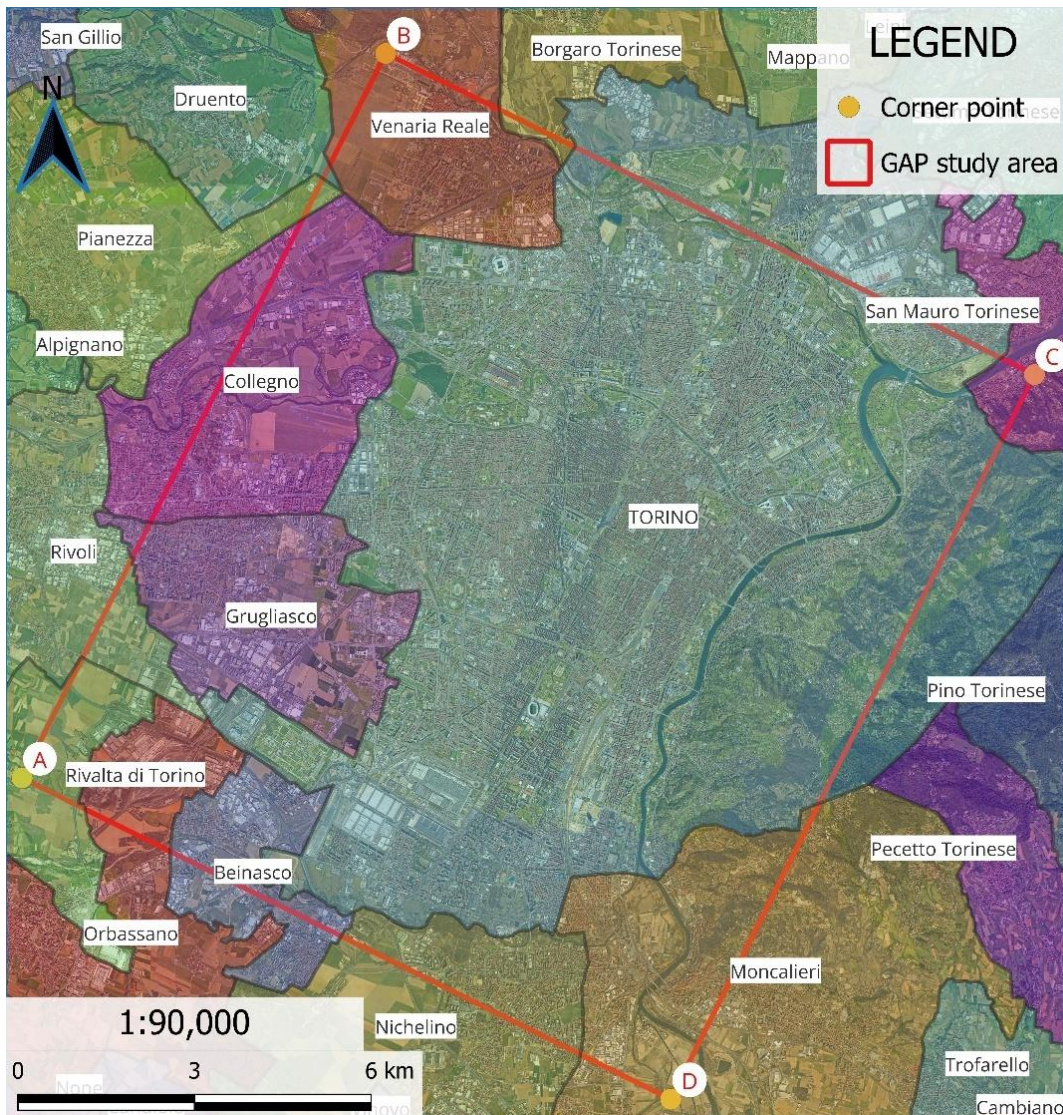 San Gillio
N
Druento
B
Borgaro Torinese
Mappano
Venaria Reale
LEGEND
Corner point
GAP study area
Pianezza
Alpignano
San Mauro Torinese
C
Collegno
TORINO
Rivoli
Grugliasco
Pino Torinese
A
Rivalta di Torino
Beinasco
Pecetto Torinese
Orbassano
Moncalieri
1:90,000
Nichelino
0 3 6 km
D
Trofarello
None
Cambiano